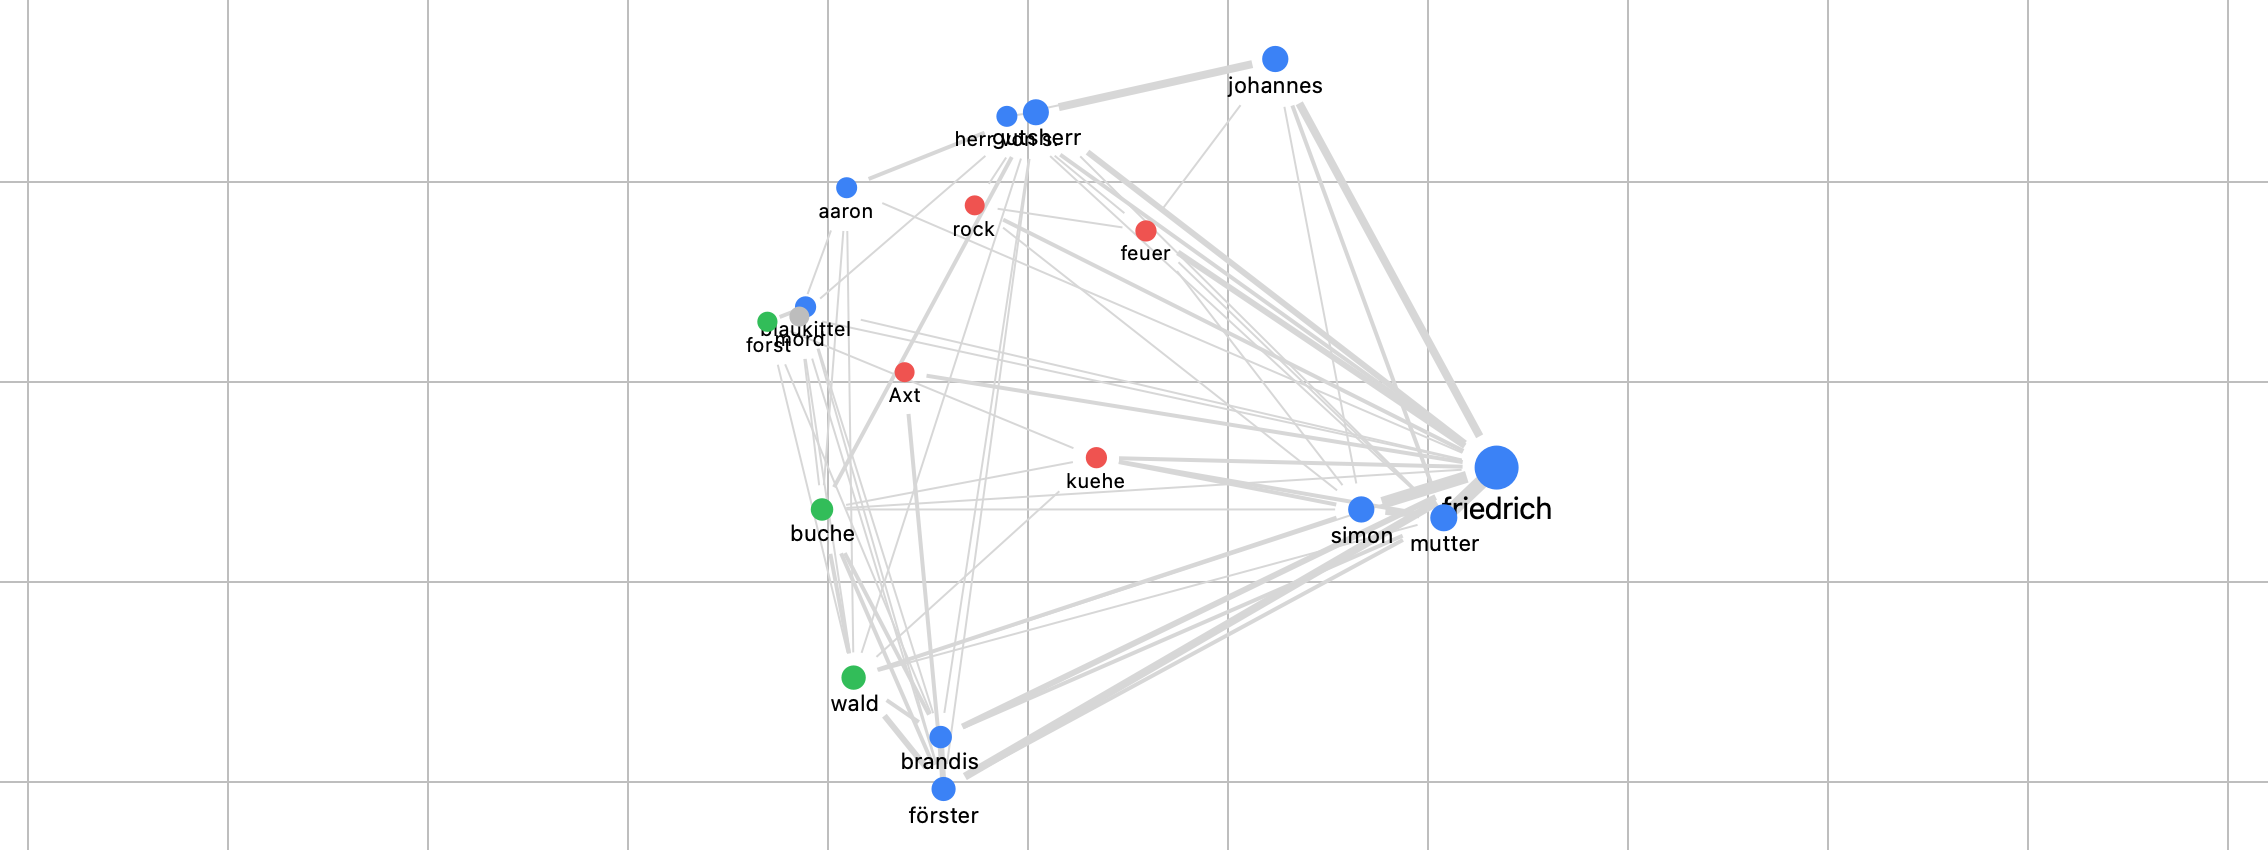 johannes
herr von s.
gutsherr
aaron
rock
feuer
blaukittel
mord
forst
Axt
kuehe
friedrich
buche
simon
mutter
wald
brandis
förster